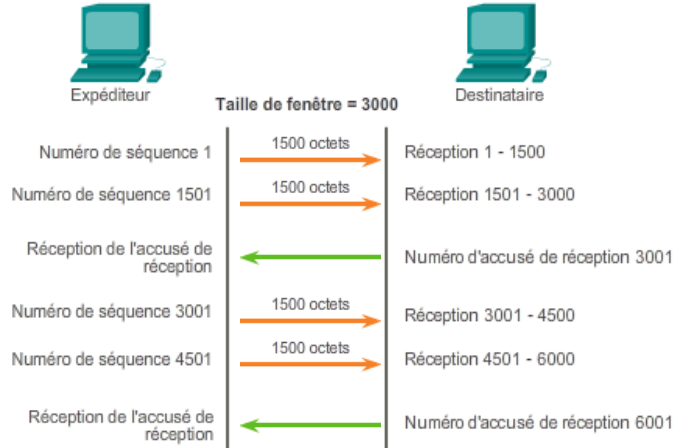 Expéditeur
Destinataire
Taille de fenêtre = 3000
Numéro de séquence 1
1500 octets
Réception 1 - 1500
Numéro de séquence 1501
1500 octets
Réception 1501 - 3000
Réception de l'accusé de
réception
Numéro d'accusé de réception 3001
Numéro de séquence 3001
1500 octets
Réception 3001 - 4500
Numéro de séquence 4501
1500 octets
Réception 4501 - 6000
Réception de l'accusé de
réception
Numéro d'accusé de réception 6001